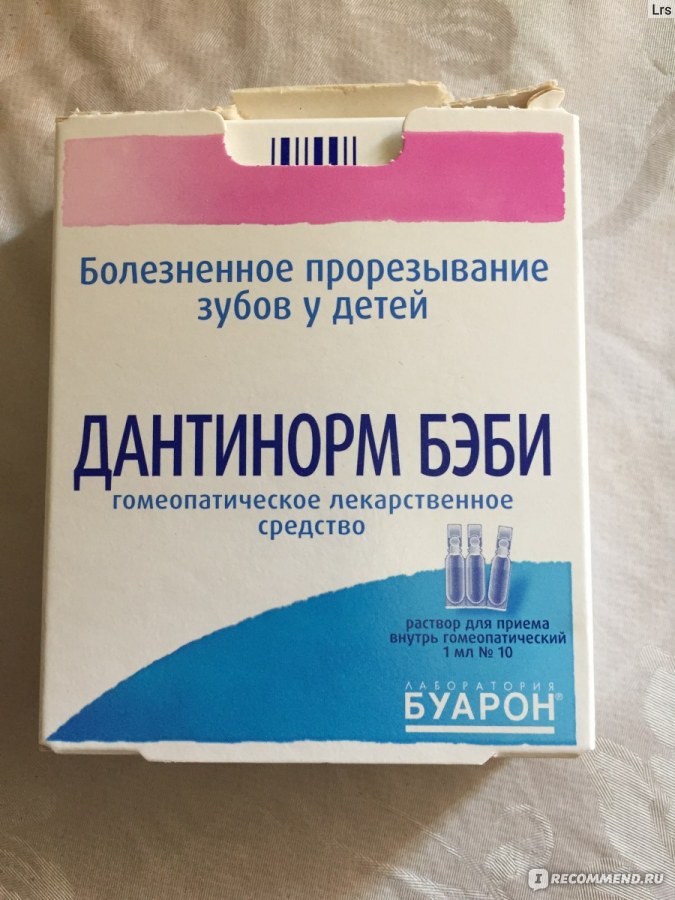 Lrs
Болезненное прорезывание
зубов у детей
ДАНТИНОРМ БЭБИ
гомеопатическое лекарственное
средство
раствор для приема
внутрь гомеопатический
1 мл № 10
ЛАБОРАТОРИЯ
БУАРОН®
IRECOMMEND.RU